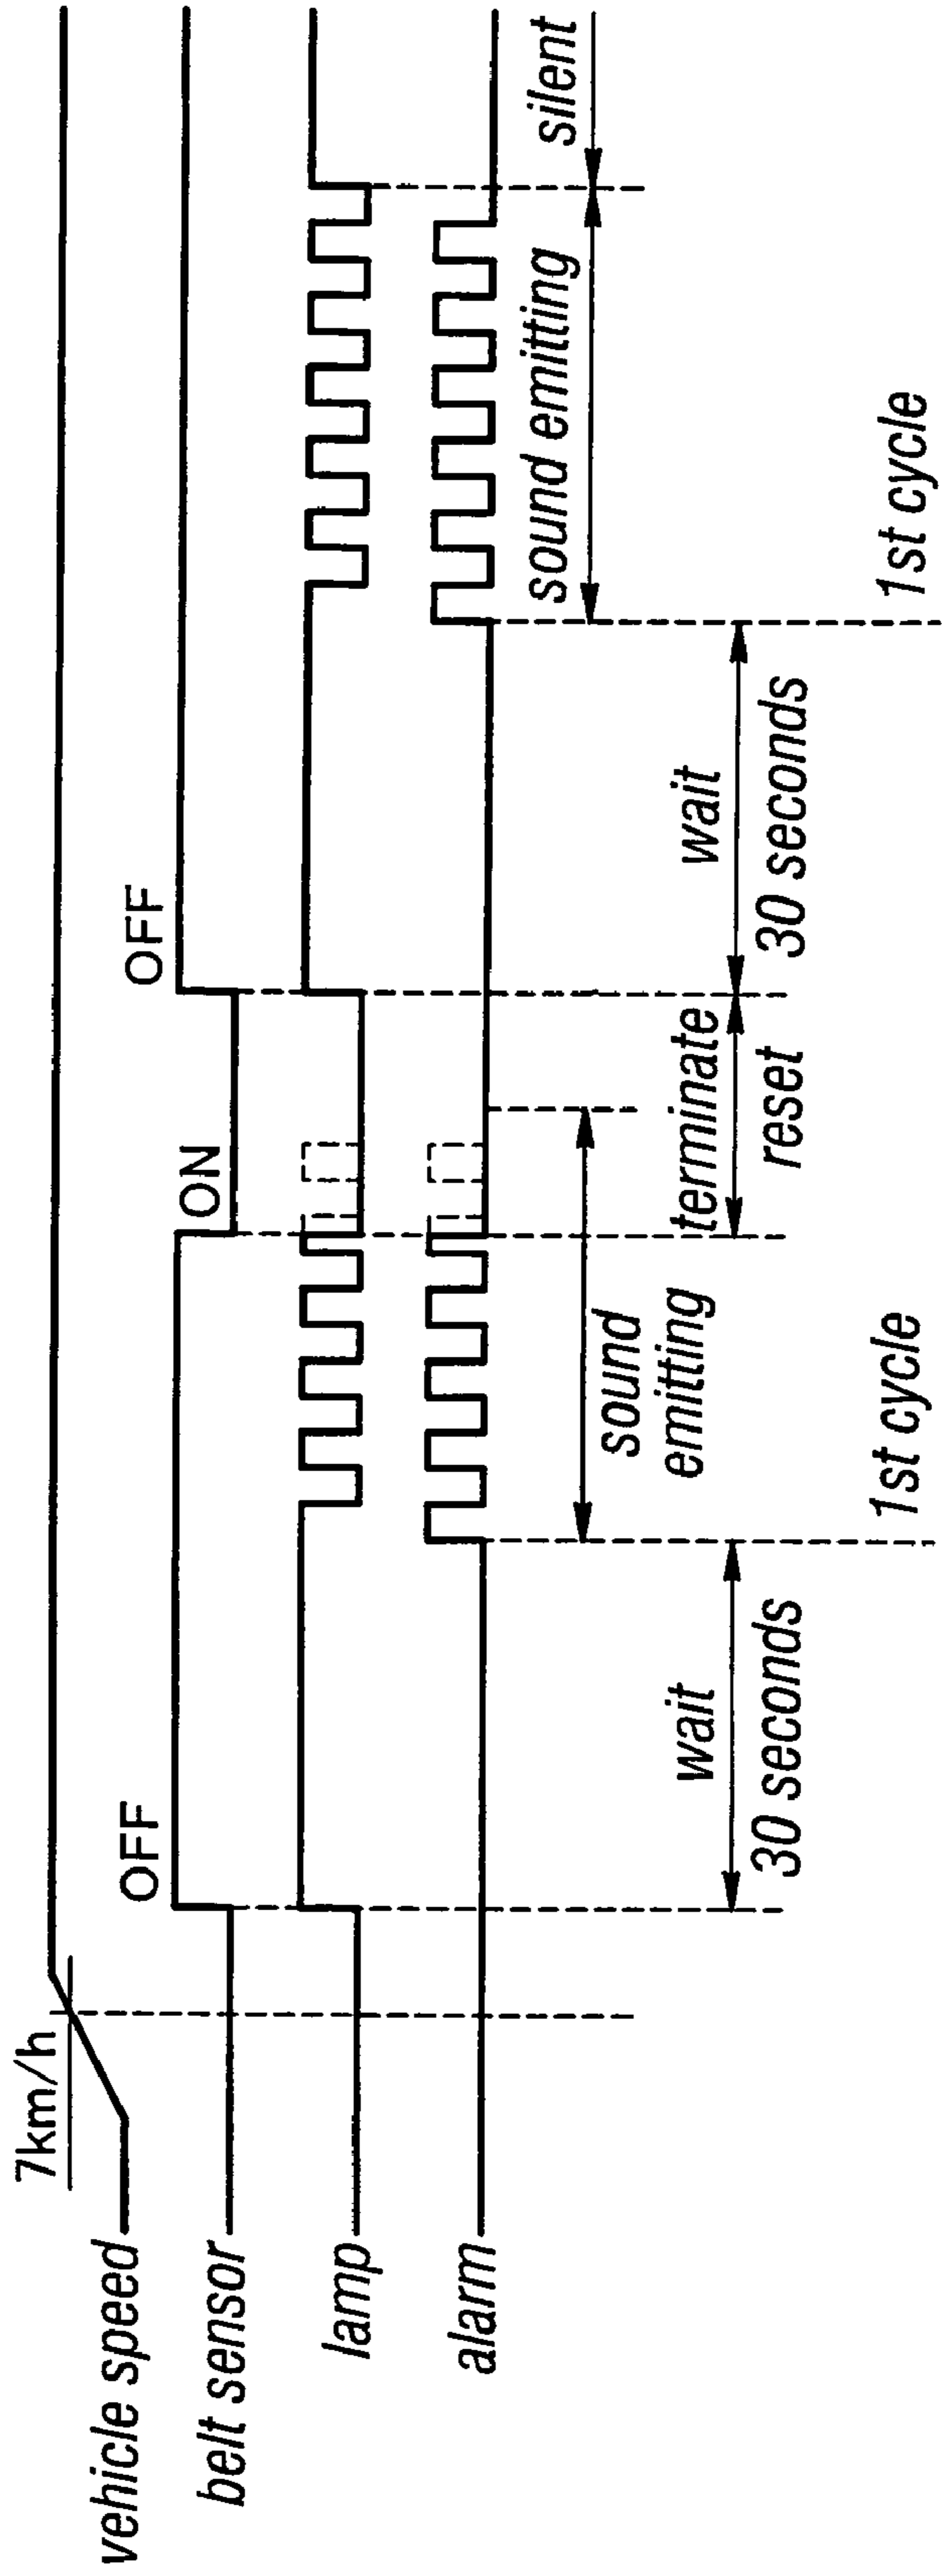 7km/h
vehicle speed
OFF
ON
OFF
belt sensor
lamp
alarm
sound
emitting
sound emitting
silent
wait
30 seconds
terminate
reset
wait
30 seconds
1st cycle
1st cycle